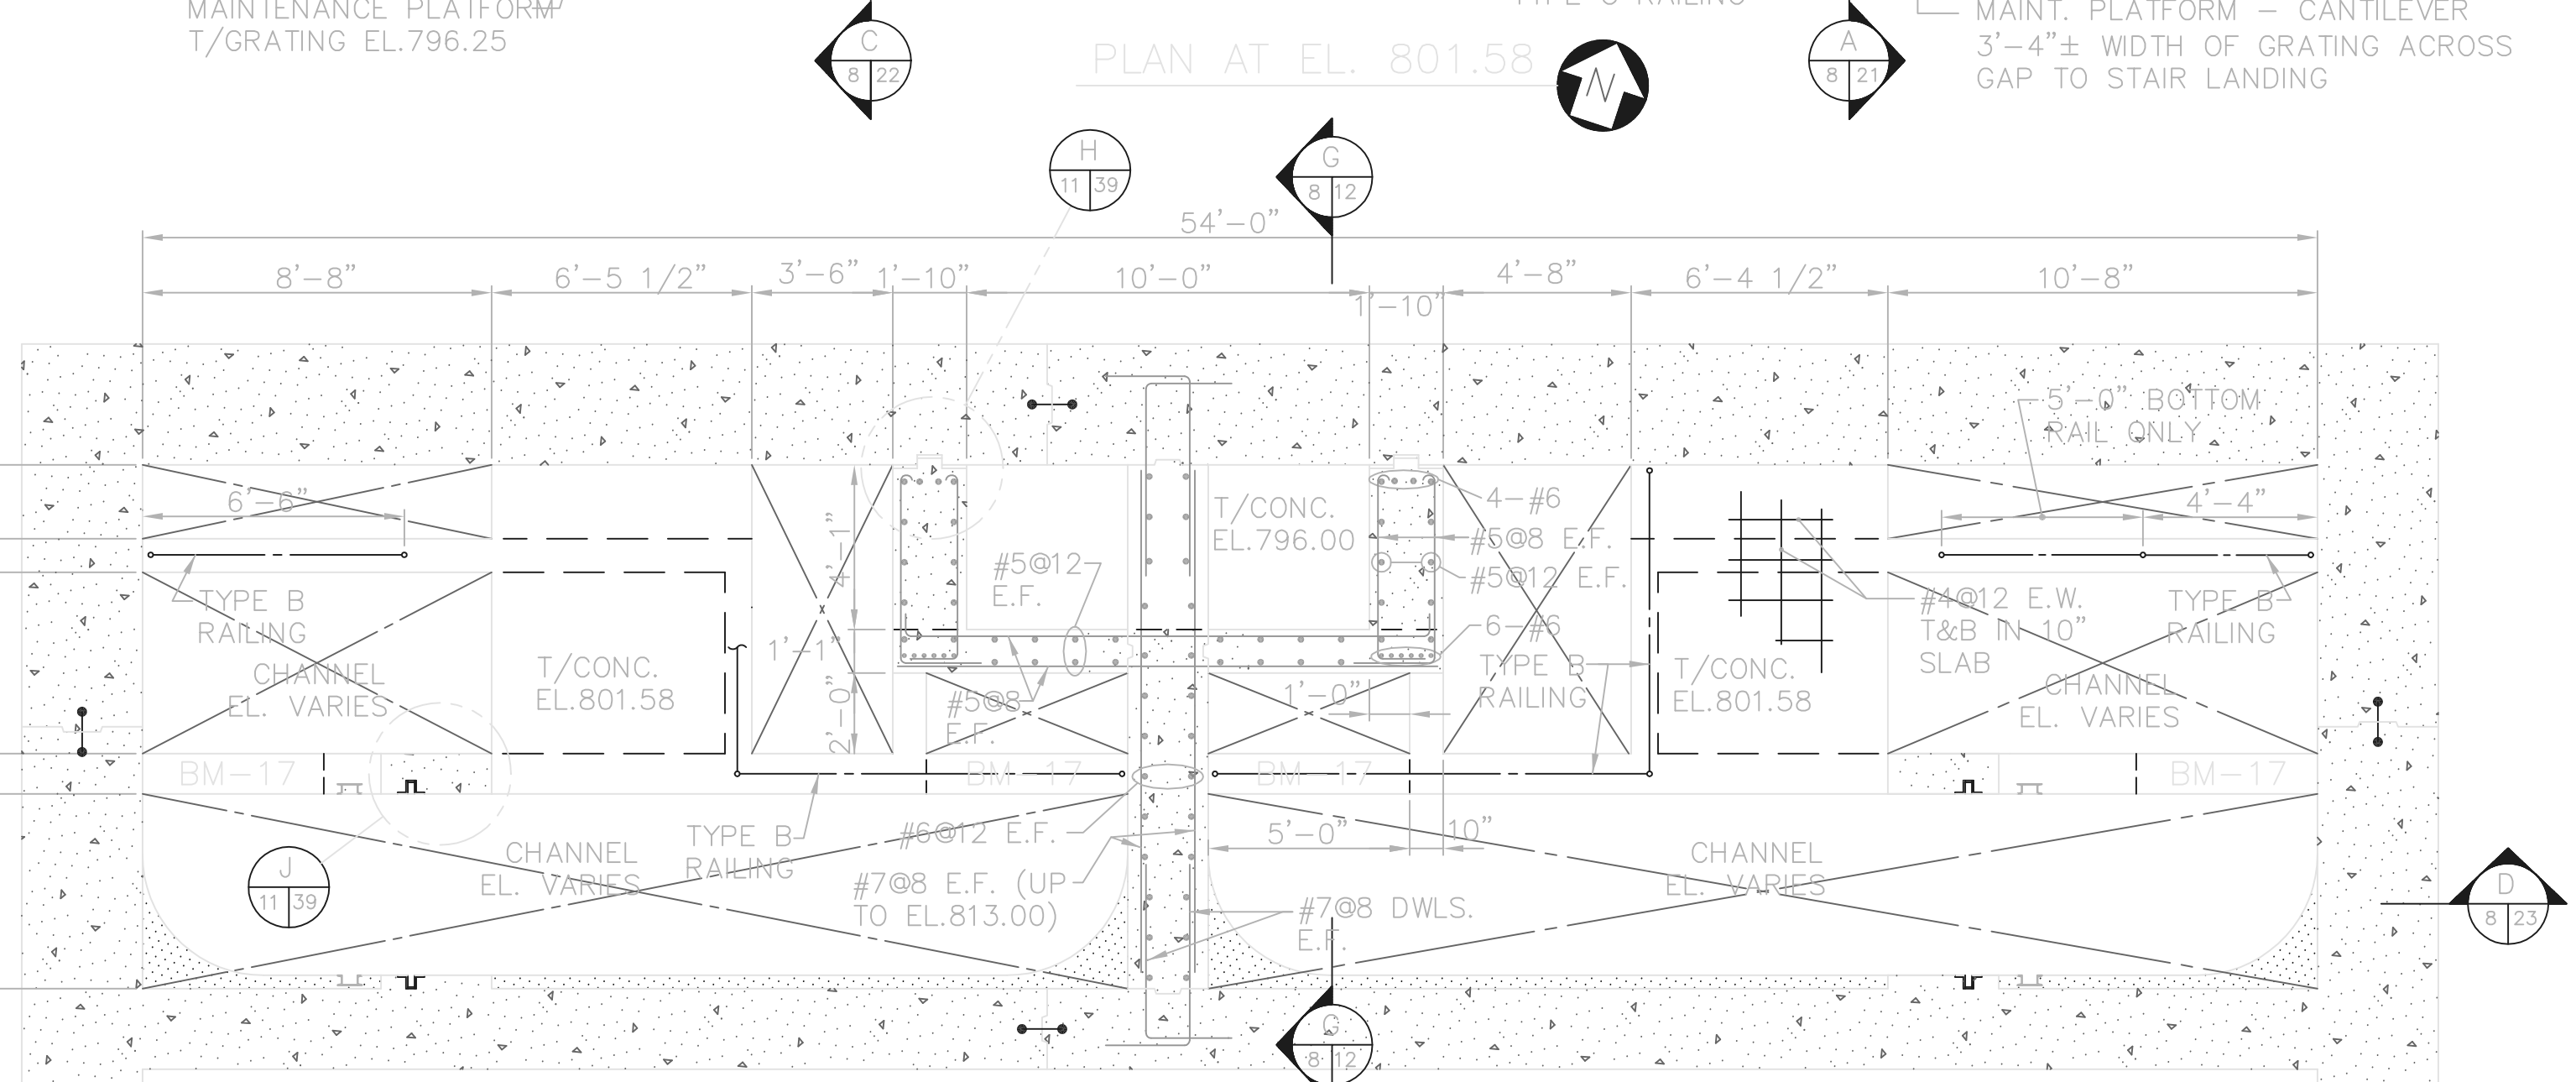 MAINTENANCE PLATFORM
T/GRATING EL.796.25
C
8 22
PLAN AT EL. 801.58
N
A
8 21
MAINT. PLATFORM – CANTILEVER
3'–4"± WIDTH OF GRATING ACROSS
GAP TO STAIR LANDING
H
11 39
G
8 12
54'–0"
8'–8"
6'–5 1/2"
3'–6"
1'–10"
10'–0"
1'–10"
4'–8"
6'–4 1/2"
10'–8"
5'–0" BOTTOM
RAIL ONLY
6'–6"
4'–4"
4'–1"
T/CONC.
EL.796.00
4–#6
#5@8 E.F.
#5@12 E.F.
#5@12
E.F.
TYPE B
RAILING
#4@12 E.W.
T&B IN 10"
SLAB
TYPE B
RAILING
6–#6
1'–1"
CHANNEL
EL. VARIES
T/CONC.
EL.801.58
2'–0"
#5@8
E.F.
1'–0"
TYPE B
RAILING
T/CONC.
EL.801.58
CHANNEL
EL. VARIES
BM–17
BM–17
BM–17
BM–17
TYPE B
RAILING
#6@12 E.F.
5'–0"
10"
CHANNEL
EL. VARIES
CHANNEL
EL. VARIES
J
11 39
#7@8 E.F. (UP
TO EL.813.00)
#7@8 DWLS.
E.F.
D
8 23
G
8 12